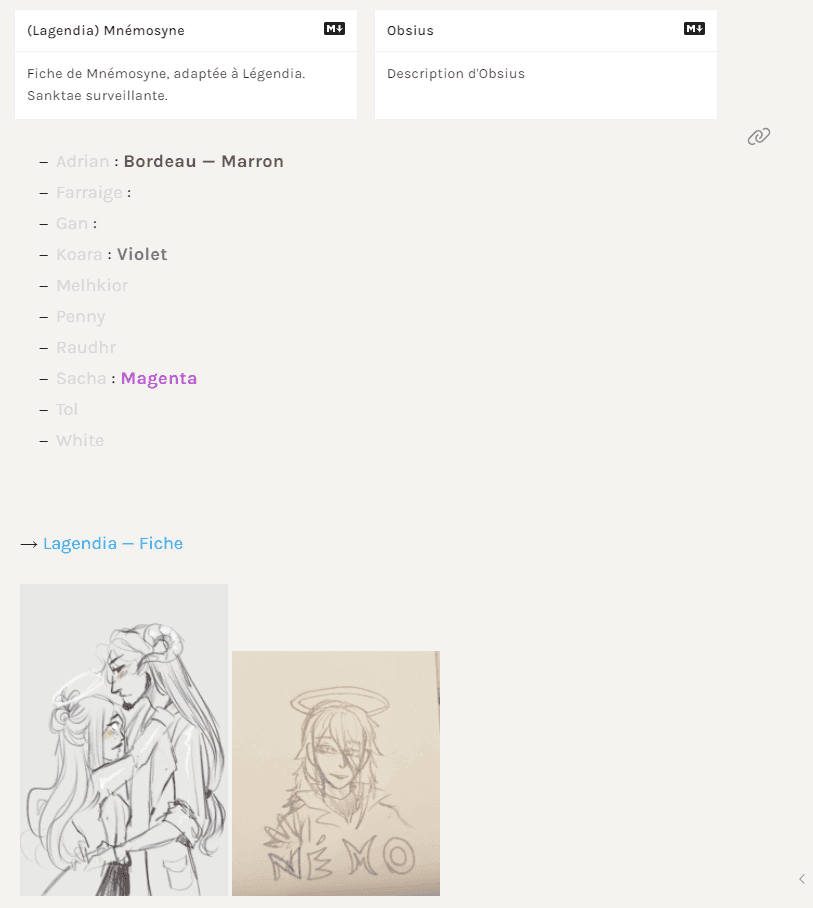 (Lagendia) Mnémosyne
M↓
Fiche de Mnémosyne, adaptée à Légendia.
Sanktae surveillante.
Obsius
M↓
Description d'Obsius
– Adrian : Bordeau — Marron
– Farraige :
– Gan :
– Koara : Violet
– Melhkior
– Penny
– Raudhr
– Sacha : Magenta
– Tol
– White
→ Lagendia — Fiche
NÉMO